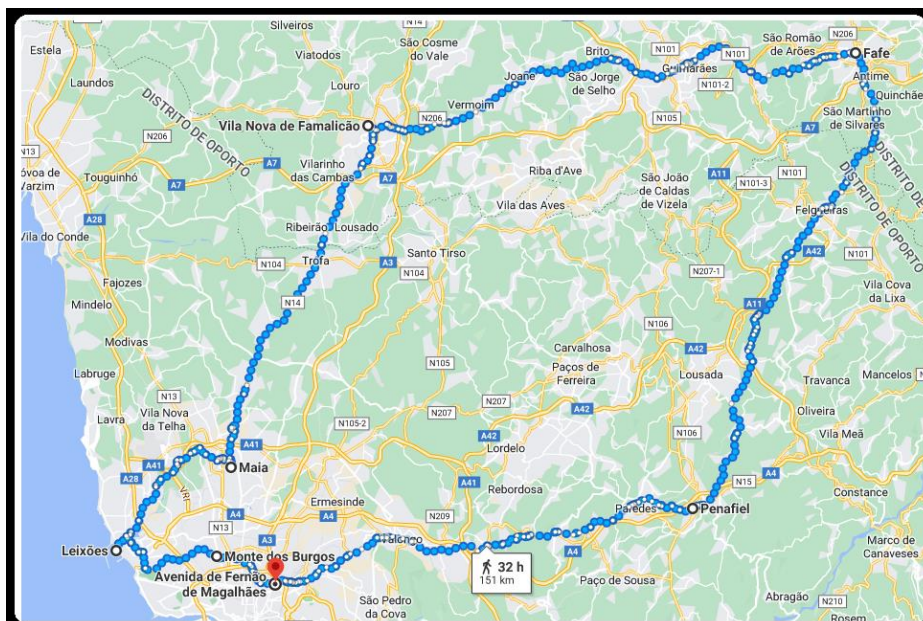 Silveiros
N14
São Cosme
do Vale
São Romão
de Arões
N206
Estela
Viatodos
Brito
N101
Fafe
Laundos
Louro
Joane
São Jorge
de Selho
Guimarães
N101
Antime
N101-2
Quinchães
DISTRITO DE OPORTO
Vermoim
São Martinho
de Silvares
Vila Nova de Famalicão
N206
N105
A7
N13
N206
Vilarinho
das Cambas
A7
Riba d'Ave
São João
de Caldas
de Vizela
A11
N101
DISTRITO DE
N101-3
DISTRITO DE OPORTO
Touguinhó
A7
Vila das Aves
Felgueiras
A28
Ribeirão
Lousado
Vila do Conde
Santo Tirso
A42
N104
Trofa
A3
N104
N207-1
N101
Fajozes
Vila Cova
da Lixa
Mindelo
N14
A11
N106
Modivas
Carvalhosa
A42
Labruge
N105
Paços de
Ferreira
Lousada
Travanca
Mancelos
N13
N207
N207
Lavra
Vila Nova
da Telha
N105-2
A42
Oliveira
A42
N106
Vila Meã
A41
Lordelo
A41
Maia
A4
A28
A41
Rebordosa
N15
VRI
Ermesinde
Constance
A4
N209
Paredes
Penafiel
N13
A4
A3
Valongo
Leixões
Monte dos Burgos
32 h
151 km
A4
Marco de
Canaveses
Avenida de Fernão
de Magalhães
Paço de Sousa
São Pedro
da Cova
Abragão
N210
Rosem